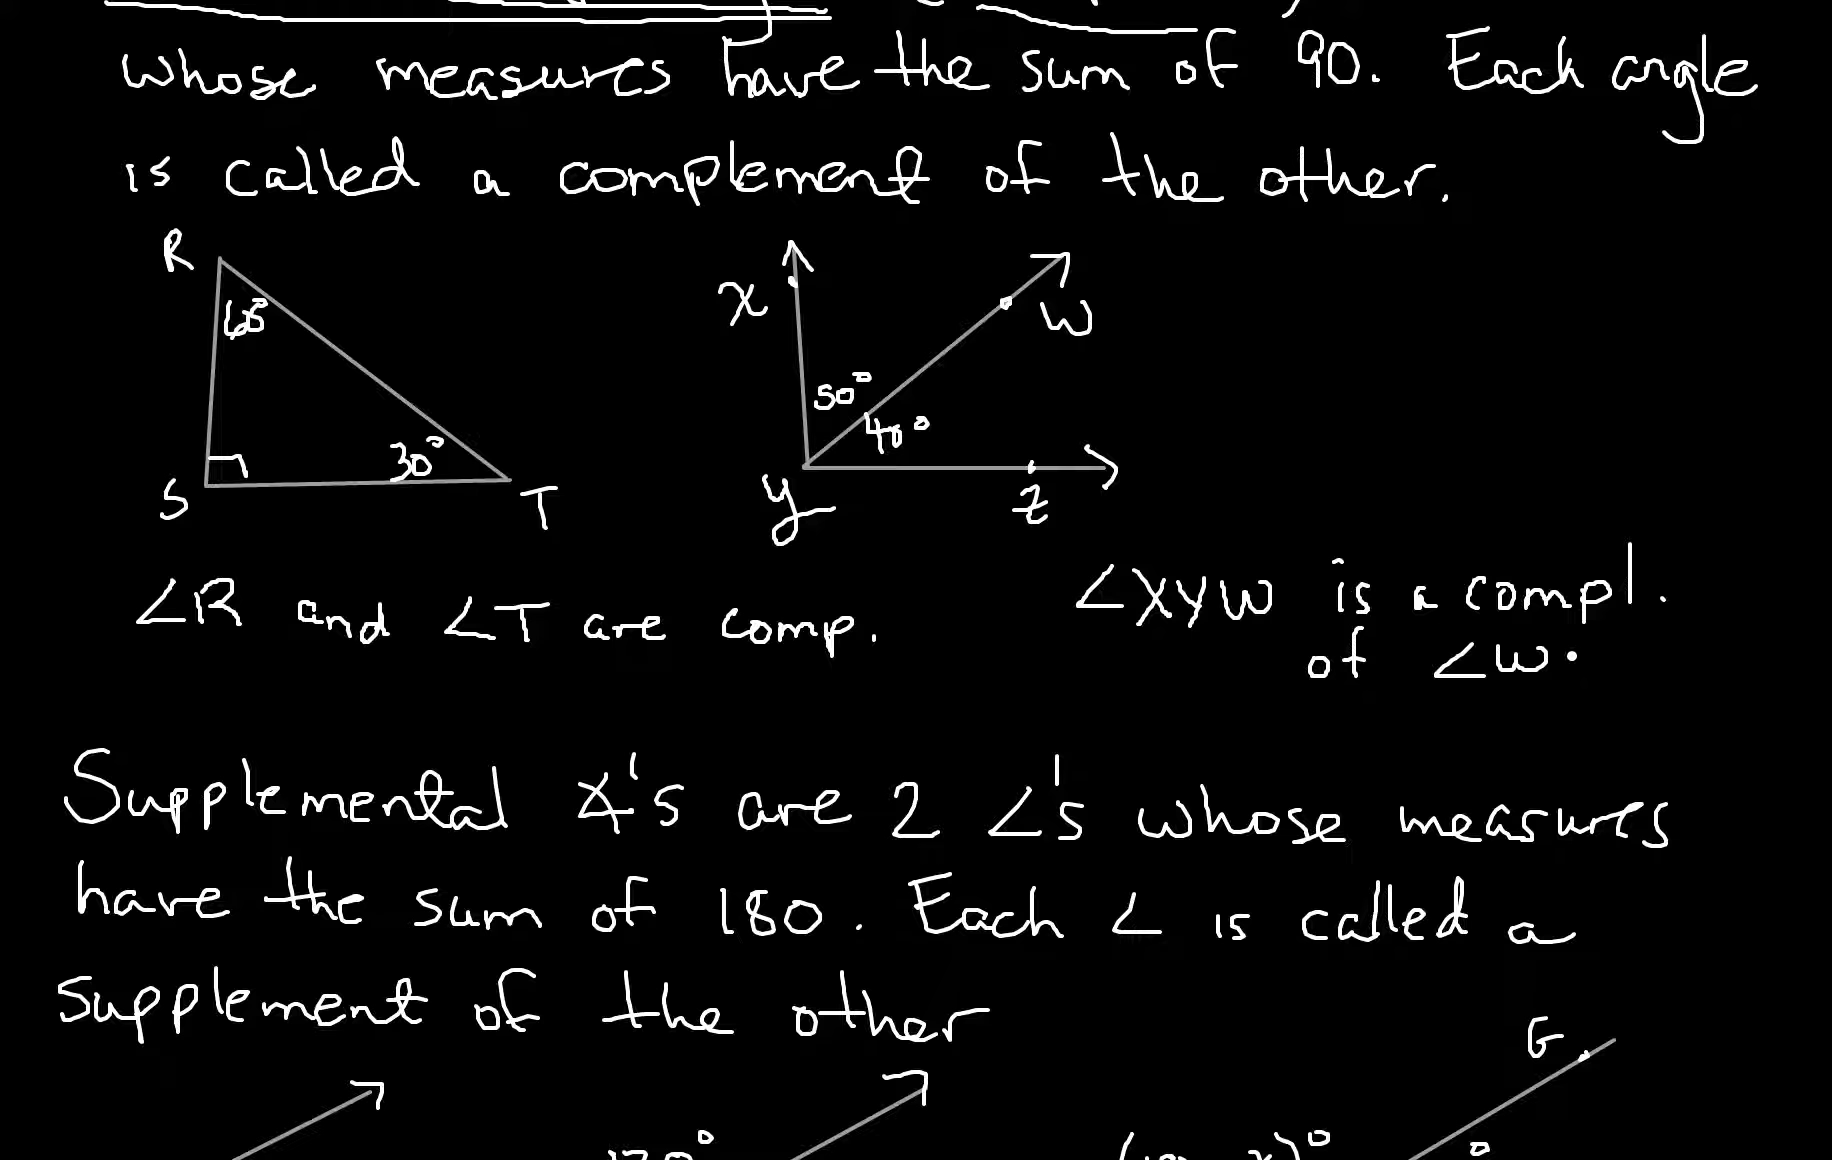 whose measures have the sum of 90. Each angle
is called a complement of the other.
R
60°
30°
S
T
x
W
50°
40°
y
z
∠R and ∠T are comp.
∠XYW is a compl.
of ∠W.
Supplemental ∡'s are 2 ∠'s whose measures
have the sum of 180. Each ∠ is called a
supplement of the other
G